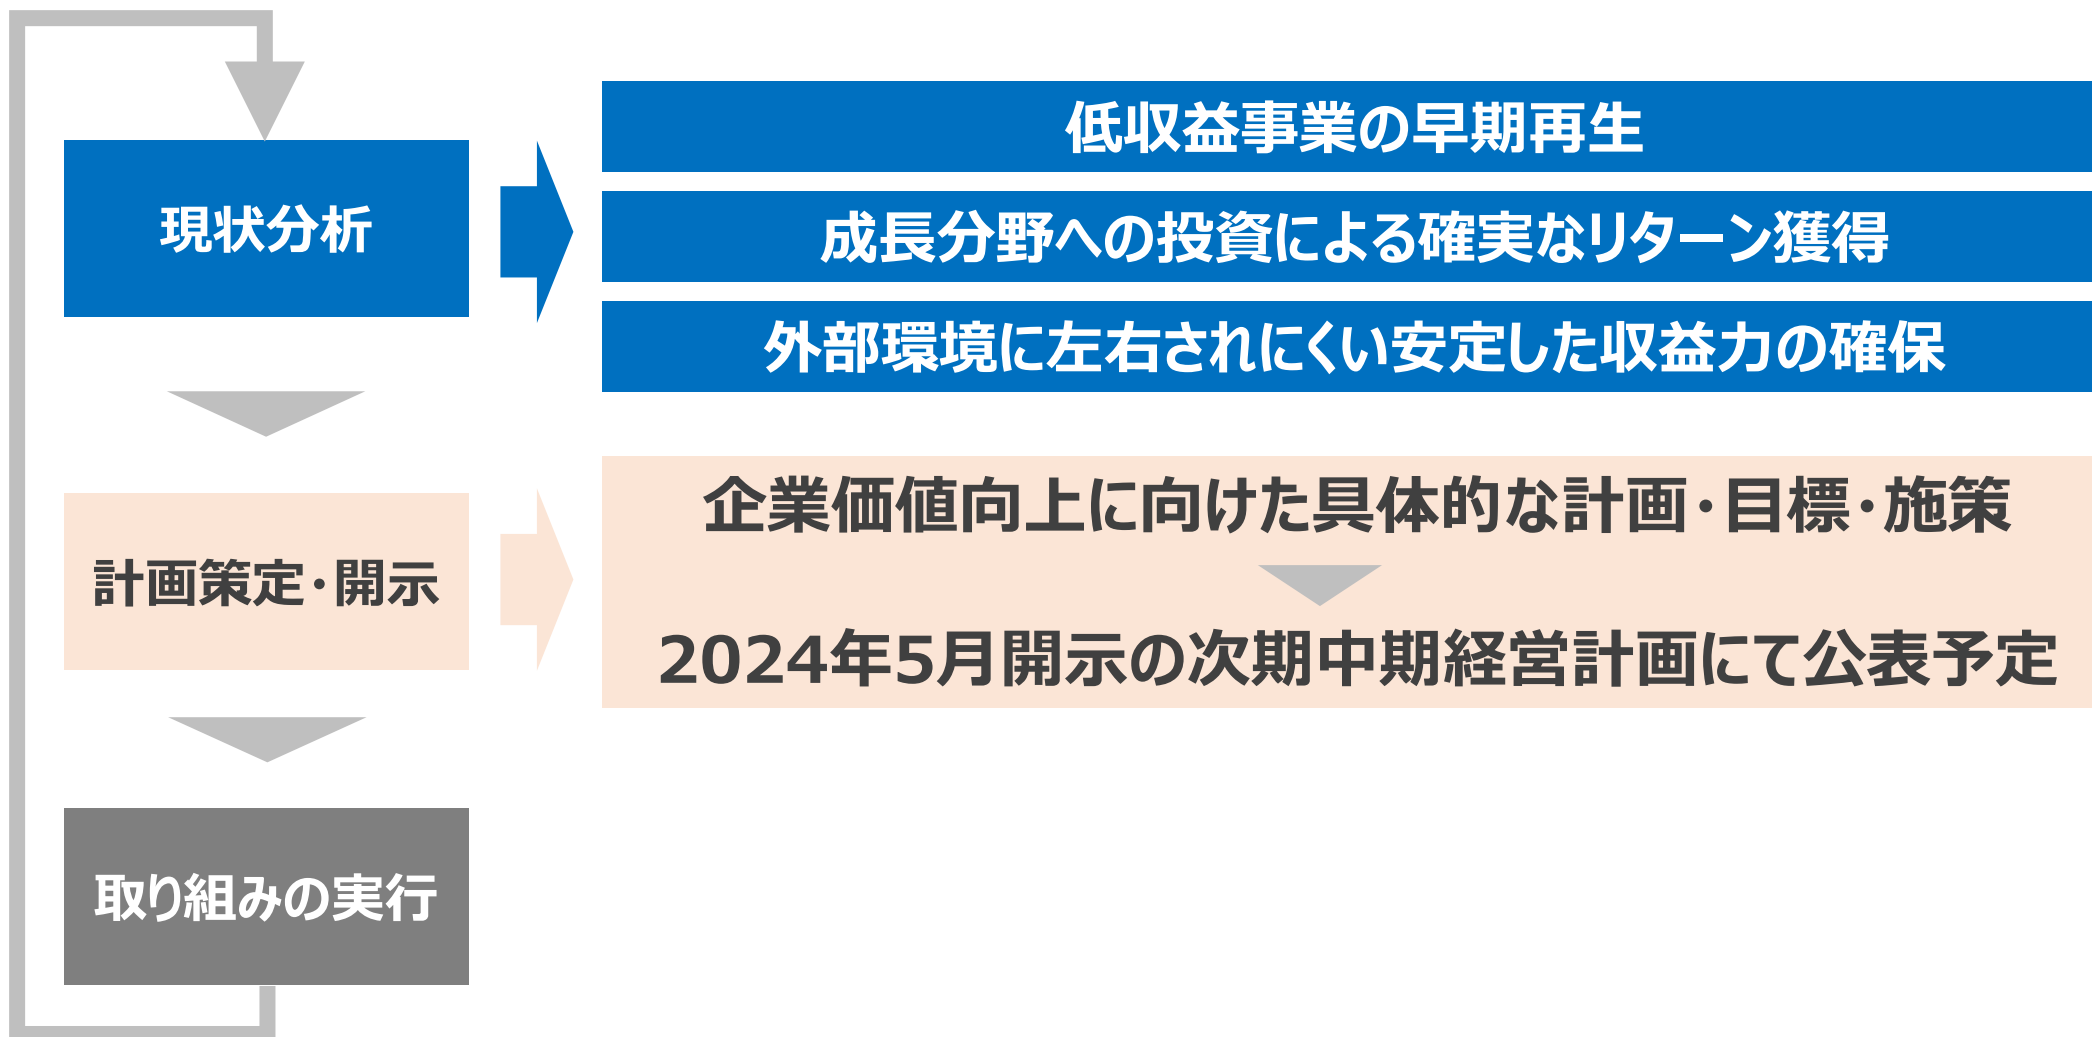 現状分析
低収益事業の早期再生
成長分野への投資による確実なリターン獲得
外部環境に左右されにくい安定した収益力の確保
計画策定・開示
企業価値向上に向けた具体的な計画・目標・施策
2024年5月開示の次期中期経営計画にて公表予定
取り組みの実行